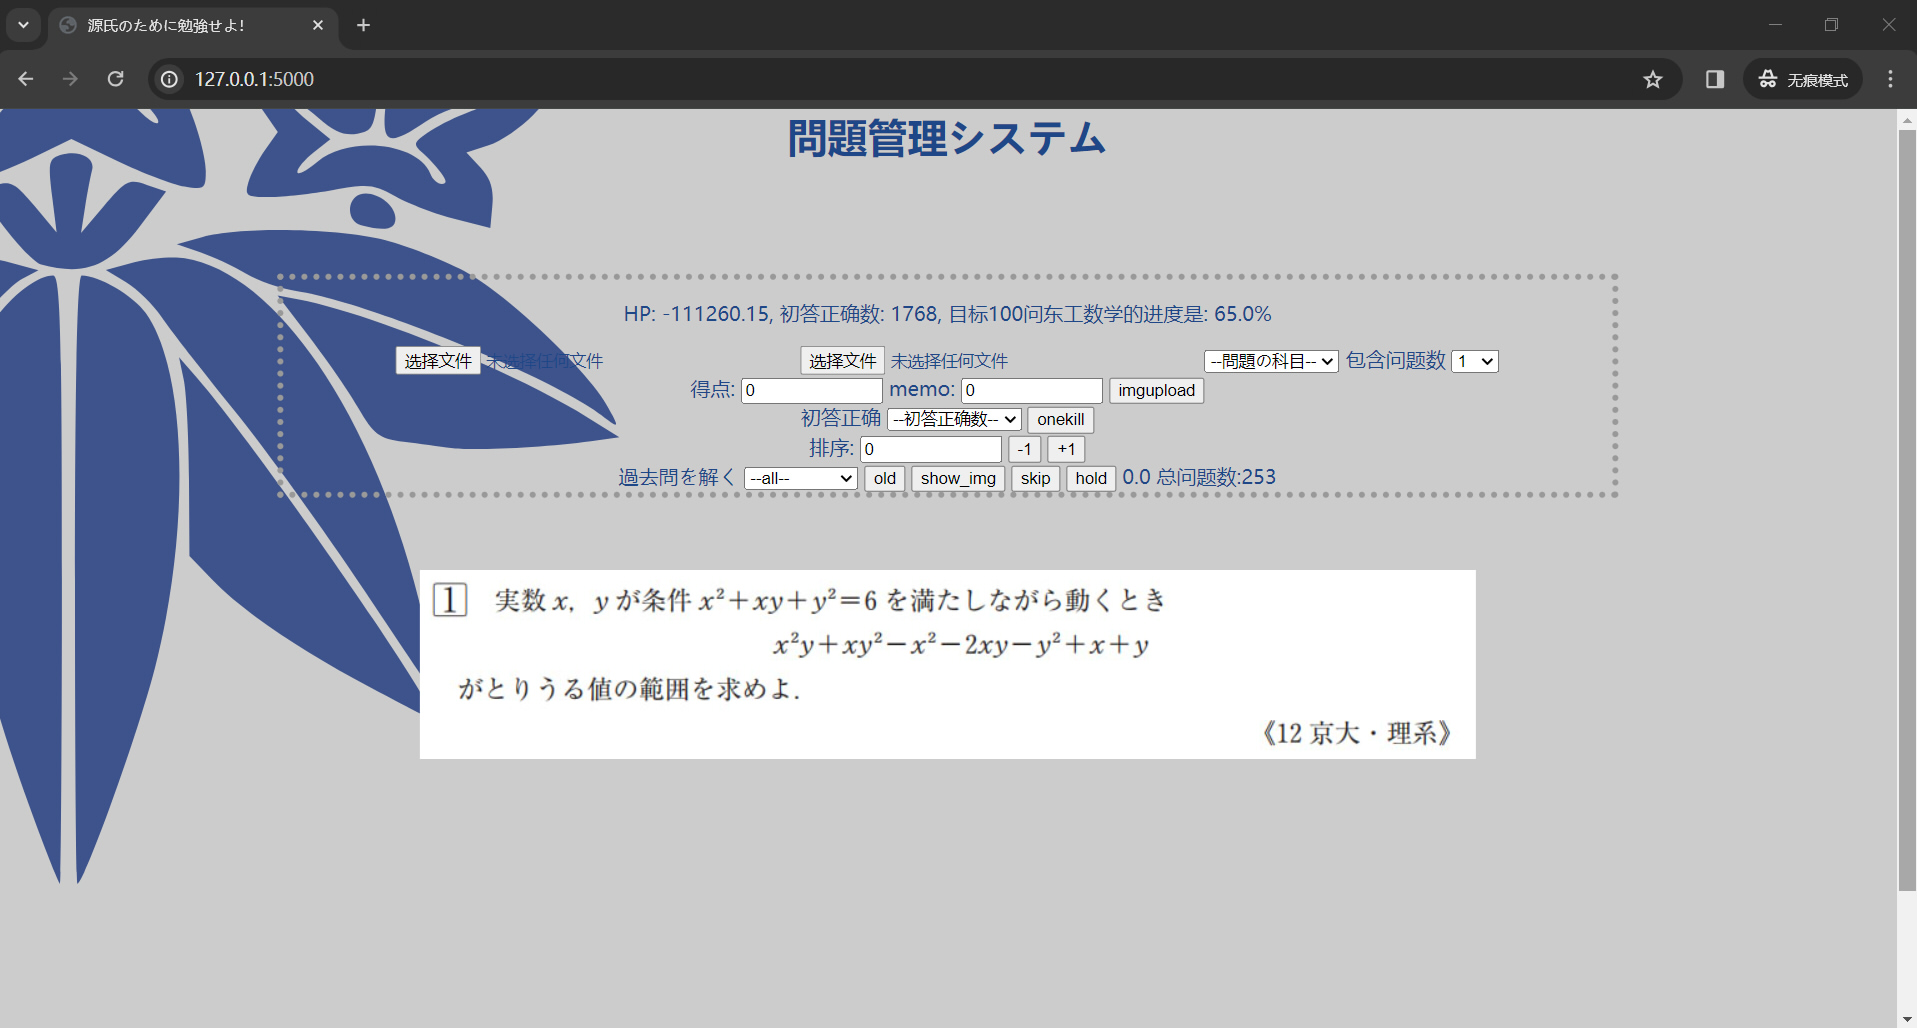 源氏のために勉強せよ!
127.0.0.1:5000
无痕模式
問題管理システム
HP: -111260.15, 初答正确数: 1768, 目标100问东工数学的进度是: 65.0%
选择文件 未选择任何文件 选择文件 未选择任何文件 --問題の科目-- 包含问题数 1
得点: 0 memo: 0 imgupload
初答正确 --初答正确数-- onekill
排序: 0 -1 +1
過去問を解く --all-- old show_img skip hold 0.0 总问题数:253
1 実数 x, y が条件 x²+xy+y²=6 を満たしながら動くとき
x²y+xy²−x²−2xy−y²+x+y
がとりうる値の範囲を求めよ.
《12 京大・理系》